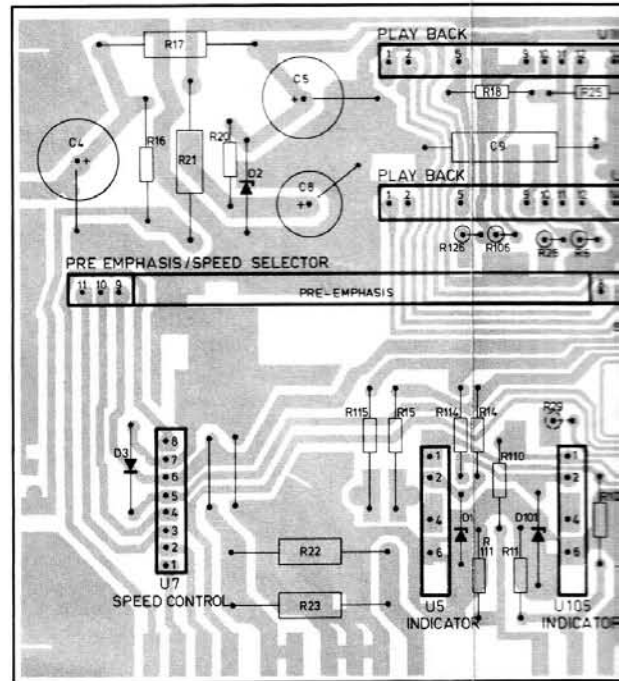 PLAY BACK
1 2 5 9 10 11 12
R17
C5
R18
R25
C4
R16
R21
R20
D2
C8
C9
PLAY BACK
1 2 5 9 10 11 12
R126
R106
R26
PRE EMPHASIS/SPEED SELECTOR
11 10 9
PRE-EMPHASIS
R115
R15
R114
R14
R29
D3
8
7
6
5
4
3
2
1
U7
SPEED CONTROL
R22
R23
1
2
4
6
U5
INDICATOR
D1
R
111
R110
R11
D101
1
2
4
6
U105
INDICATOR